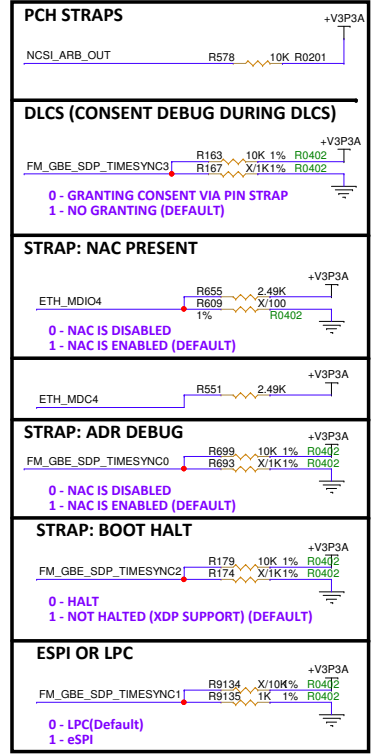 PCH STRAPS
+V3P3A
NCSI_ARB_OUT R578 10K R0201
DLCS (CONSENT DEBUG DURING DLCS)
+V3P3A
R163 10K 1% R0402
FM_GBE_SDP_TIMESYNC3 R167 X/1K1% R0402
0 - GRANTING CONSENT VIA PIN STRAP
1 - NO GRANTING (DEFAULT)
STRAP: NAC PRESENT
+V3P3A
R655 2.49K
ETH_MDIO4 R609 X/100
1% R0402
0 - NAC IS DISABLED
1 - NAC IS ENABLED (DEFAULT)
+V3P3A
R551 2.49K
ETH_MDC4
STRAP: ADR DEBUG
+V3P3A
R699 10K 1% R0402
FM_GBE_SDP_TIMESYNC0 R693 X/1K1% R0402
0 - NAC IS DISABLED
1 - NAC IS ENABLED (DEFAULT)
STRAP: BOOT HALT
+V3P3A
R179 10K 1% R0402
FM_GBE_SDP_TIMESYNC2 R174 X/1K1% R0402
0 - HALT
1 - NOT HALTED (XDP SUPPORT) (DEFAULT)
ESPI OR LPC
+V3P3A
R9134 X/10K1% R0402
FM_GBE_SDP_TIMESYNC1 R9135 1K 1% R0402
0 - LPC(Default)
1 - eSPI